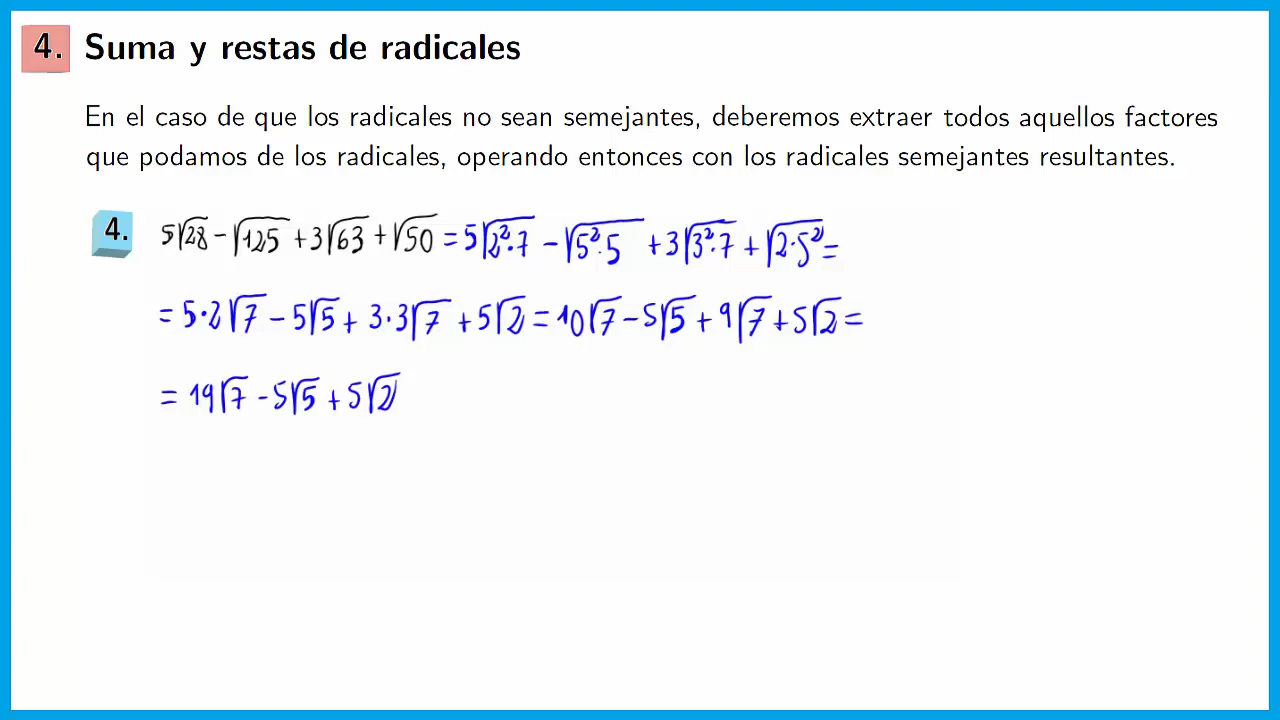 4. Suma y restas de radicales
En el caso de que los radicales no sean semejantes, deberemos extraer todos aquellos factores
que podamos de los radicales, operando entonces con los radicales semejantes resultantes.
4. 5√28 - √125 + 3√63 + √50 = 5√2²·7 - √5²·5 + 3√3²·7 + √2·5² =
= 5·2√7 - 5√5 + 3·3√7 + 5√2 = 10√7 - 5√5 + 9√7 + 5√2 =
= 19√7 - 5√5 + 5√2